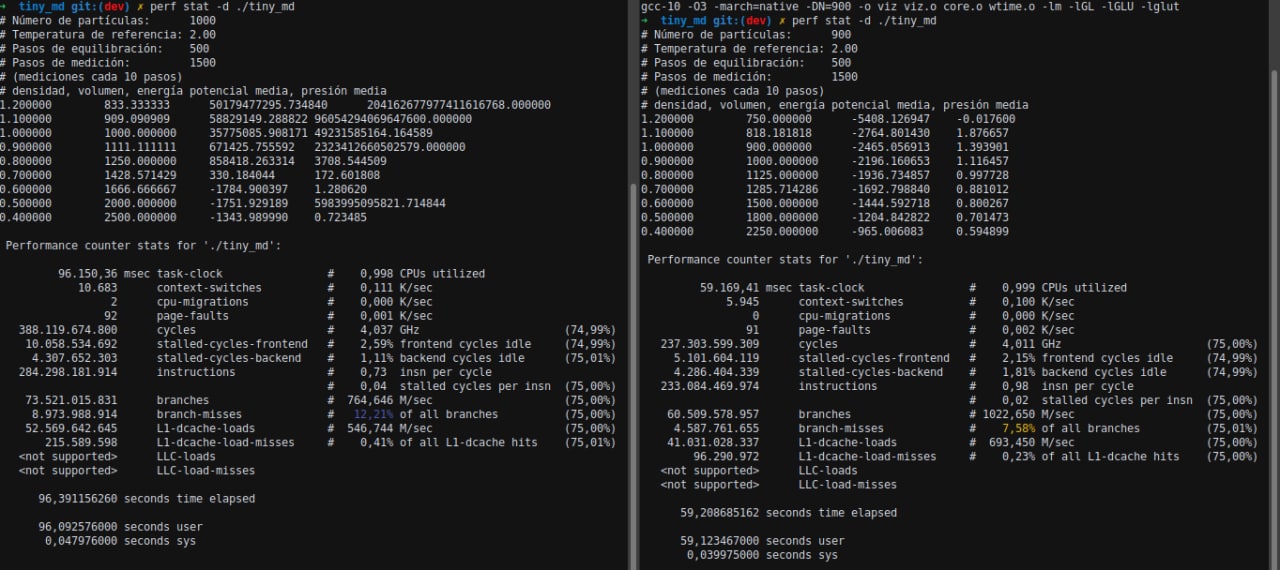 ➜  tiny_md git:(dev) ✗ perf stat -d ./tiny_md
# Número de partículas:      1000
# Temperatura de referencia: 2.00
# Pasos de equilibración:    500
# Pasos de medición:         1500
# (mediciones cada 10 pasos)
# densidad, volumen, energía potencial media, presión media
1.200000        833.333333      50179477295.734840      204162677977411616768.000000
1.100000        909.090909      58829149.288822 96054294069647600.000000
1.000000        1000.000000     35775085.908171 49231585164.164589
0.900000        1111.111111     671425.755592   2323412660502579.000000
0.800000        1250.000000     858418.263314   3708.544509
0.700000        1428.571429     330.184044      172.601808
0.600000        1666.666667     -1784.900397    1.280620
0.500000        2000.000000     -1751.929189    5983995095821.714844
0.400000        2500.000000     -1343.989990    0.723485
Performance counter stats for './tiny_md':
96.150,36 msec task-clock                #    0,998 CPUs utilized
10.683      context-switches          #    0,111 K/sec
2      cpu-migrations            #    0,000 K/sec
92      page-faults               #    0,001 K/sec
388.119.674.800      cycles                    #    4,037 GHz                      (74,99%)
10.058.534.692      stalled-cycles-frontend   #    2,59% frontend cycles idle     (74,99%)
4.307.652.303      stalled-cycles-backend    #    1,11% backend cycles idle      (75,01%)
284.298.181.914      instructions              #    0,73  insn per cycle
#    0,04  stalled cycles per insn  (75,00%)
73.521.015.831      branches                  #  764,646 M/sec                    (75,00%)
8.973.988.914      branch-misses             #   12,21% of all branches          (75,00%)
52.569.642.645      L1-dcache-loads           #  546,744 M/sec                    (75,00%)
215.589.598      L1-dcache-load-misses     #    0,41% of all L1-dcache hits    (75,01%)
<not supported>      LLC-loads
<not supported>      LLC-load-misses
96,391156260 seconds time elapsed
96,092576000 seconds user
0,047976000 seconds sys
gcc-10 -O3 -march=native -DN=900 -o viz viz.o core.o wtime.o -lm -lGL -lGLU -lglut
➜  tiny_md git:(dev) ✗ perf stat -d ./tiny_md
# Número de partículas:      900
# Temperatura de referencia: 2.00
# Pasos de equilibración:    500
# Pasos de medición:         1500
# (mediciones cada 10 pasos)
# densidad, volumen, energía potencial media, presión media
1.200000        750.000000      -5408.126947    -0.017600
1.100000        818.181818      -2764.801430    1.876657
1.000000        900.000000      -2465.056913    1.393901
0.900000        1000.000000     -2196.160653    1.116457
0.800000        1125.000000     -1936.734857    0.997728
0.700000        1285.714286     -1692.798840    0.881012
0.600000        1500.000000     -1444.592718    0.800267
0.500000        1800.000000     -1204.842822    0.701473
0.400000        2250.000000     -965.006083     0.594899
Performance counter stats for './tiny_md':
59.169,41 msec task-clock                #    0,999 CPUs utilized
5.945      context-switches          #    0,100 K/sec
0      cpu-migrations            #    0,000 K/sec
91      page-faults               #    0,002 K/sec
237.303.599.309      cycles                    #    4,011 GHz                      (75,00%)
5.101.604.119      stalled-cycles-frontend   #    2,15% frontend cycles idle     (74,99%)
4.286.404.339      stalled-cycles-backend    #    1,81% backend cycles idle      (74,99%)
233.084.469.974      instructions              #    0,98  insn per cycle
#    0,02  stalled cycles per insn  (75,00%)
60.509.578.957      branches                  # 1022,650 M/sec                    (75,00%)
4.587.761.655      branch-misses             #    7,58% of all branches          (75,01%)
41.031.028.337      L1-dcache-loads           #  693,450 M/sec                    (75,00%)
96.290.972      L1-dcache-load-misses     #    0,23% of all L1-dcache hits    (75,00%)
<not supported>      LLC-loads
<not supported>      LLC-load-misses
59,208685162 seconds time elapsed
59,123467000 seconds user
0,039975000 seconds sys